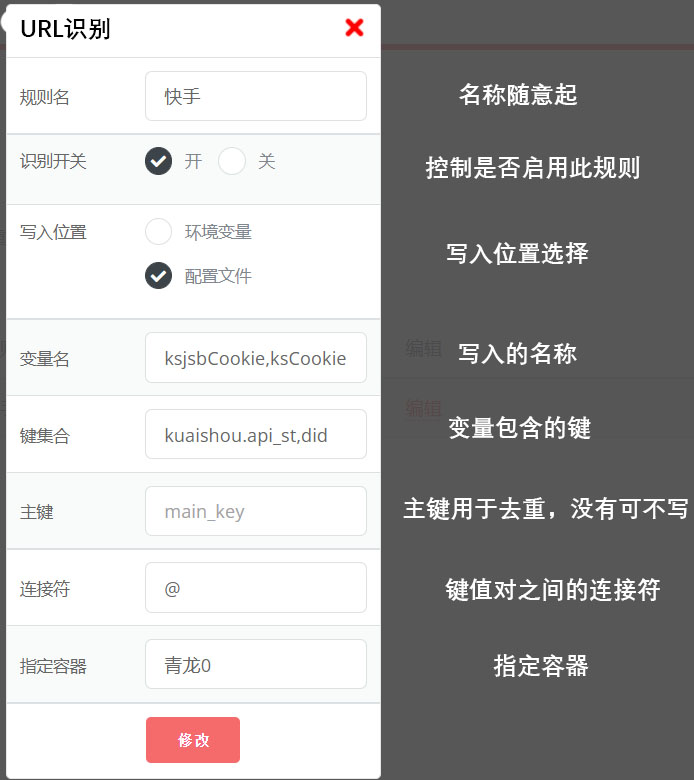 URL识别
规则名 快手 名称随意起
识别开关 开 关 控制是否启用此规则
写入位置 环境变量
配置文件 写入位置选择
变量名 ksjsbCookie,ksCookie 编辑 写入的名称
编辑
键集合 kuaishou.api_st,did 变量包含的键
主键 main_key 主键用于去重，没有可不写
连接符 @ 键值对之间的连接符
指定容器 青龙0 指定容器
修改